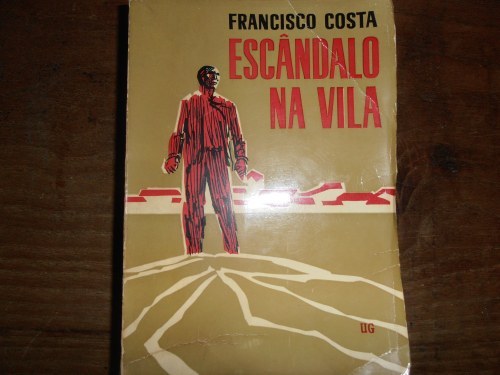 FRANCISCO COSTA
ESCÂNDALO
NA VILA
UG